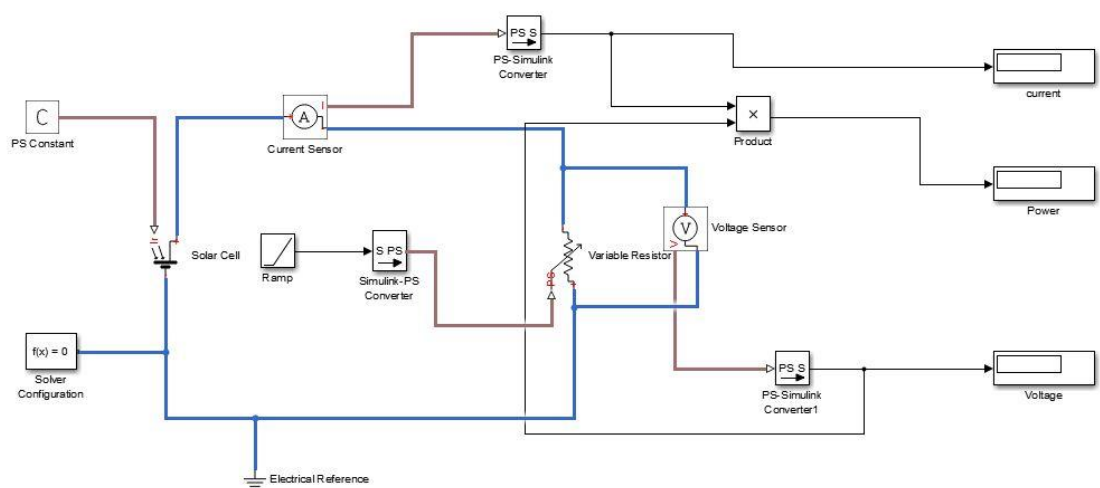 PS S
PS-Simulink
Converter
current
C
PS Constant
I
A
Current Sensor
×
Product
Power
Ir
Solar Cell
Ramp
S PS
Simulink-PS
Converter
PS
Variable Resistor
V
V
Voltage Sensor
f(x) = 0
Solver
Configuration
PS S
PS-Simulink
Converter1
Voltage
Electrical Reference